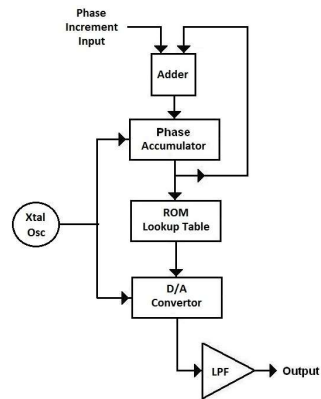 Phase
Increment
Input
Adder
Phase
Accumulator
ROM
Lookup Table
Xtal
Osc
D/A
Convertor
LPF
Output